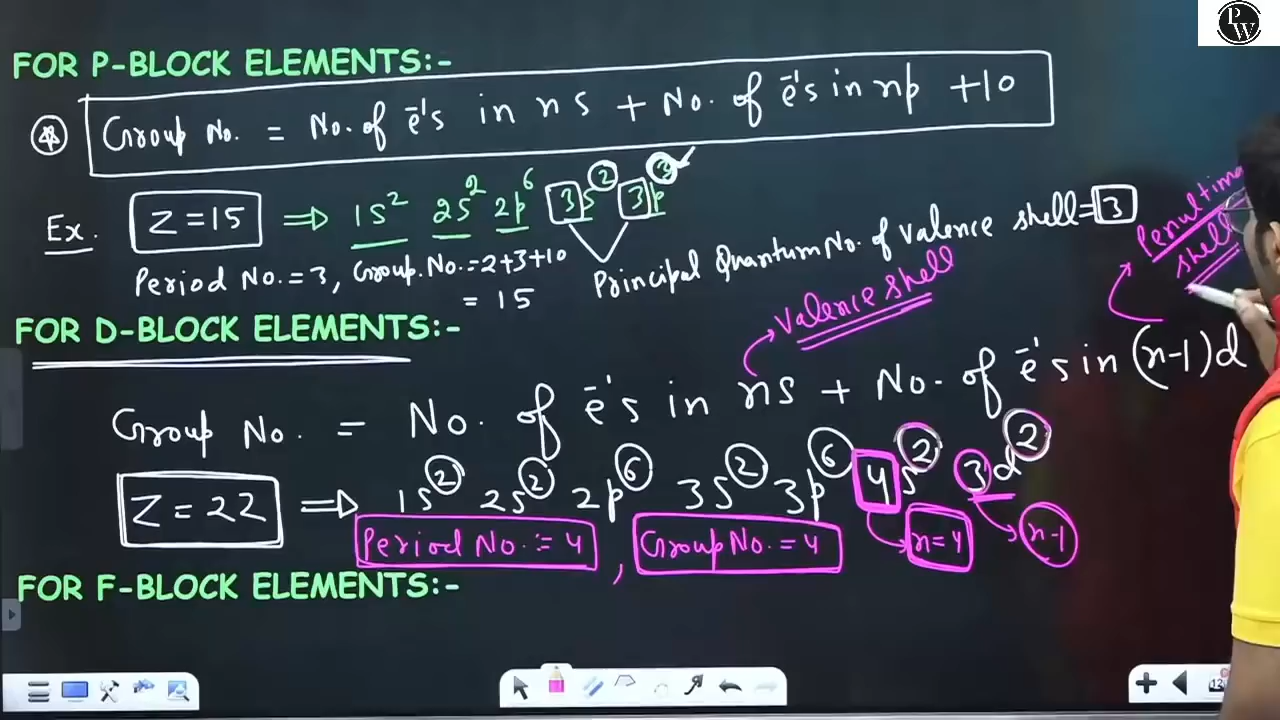 PW
FOR P-BLOCK ELEMENTS:-
Group No. = No. of e⁻'s in ns + No. of e⁻'s in np +10
Ex. Z=15 ⇒ 1s² 2s² 2p⁶ 3s² 3p³
Period No.=3, Group.No.=2+3+10
= 15
Principal Quantum No. of valence shell=3
Penultima
shell
Valence shell
FOR D-BLOCK ELEMENTS:-
Group No. = No. of e⁻'s in ns + No. of e⁻'s in (n-1)d
Z=22 ⇒ 1s² 2s² 2p⁶ 3s² 3p⁶ 4s² 3d²
Period No.=4, Group No.=4 n=4 n-1
FOR F-BLOCK ELEMENTS:-